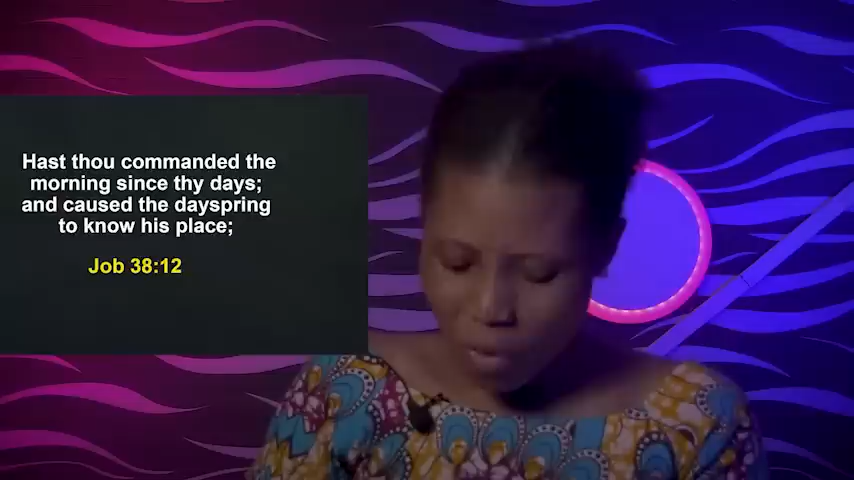 Hast thou commanded the
morning since thy days;
and caused the dayspring
to know his place;
Job 38:12